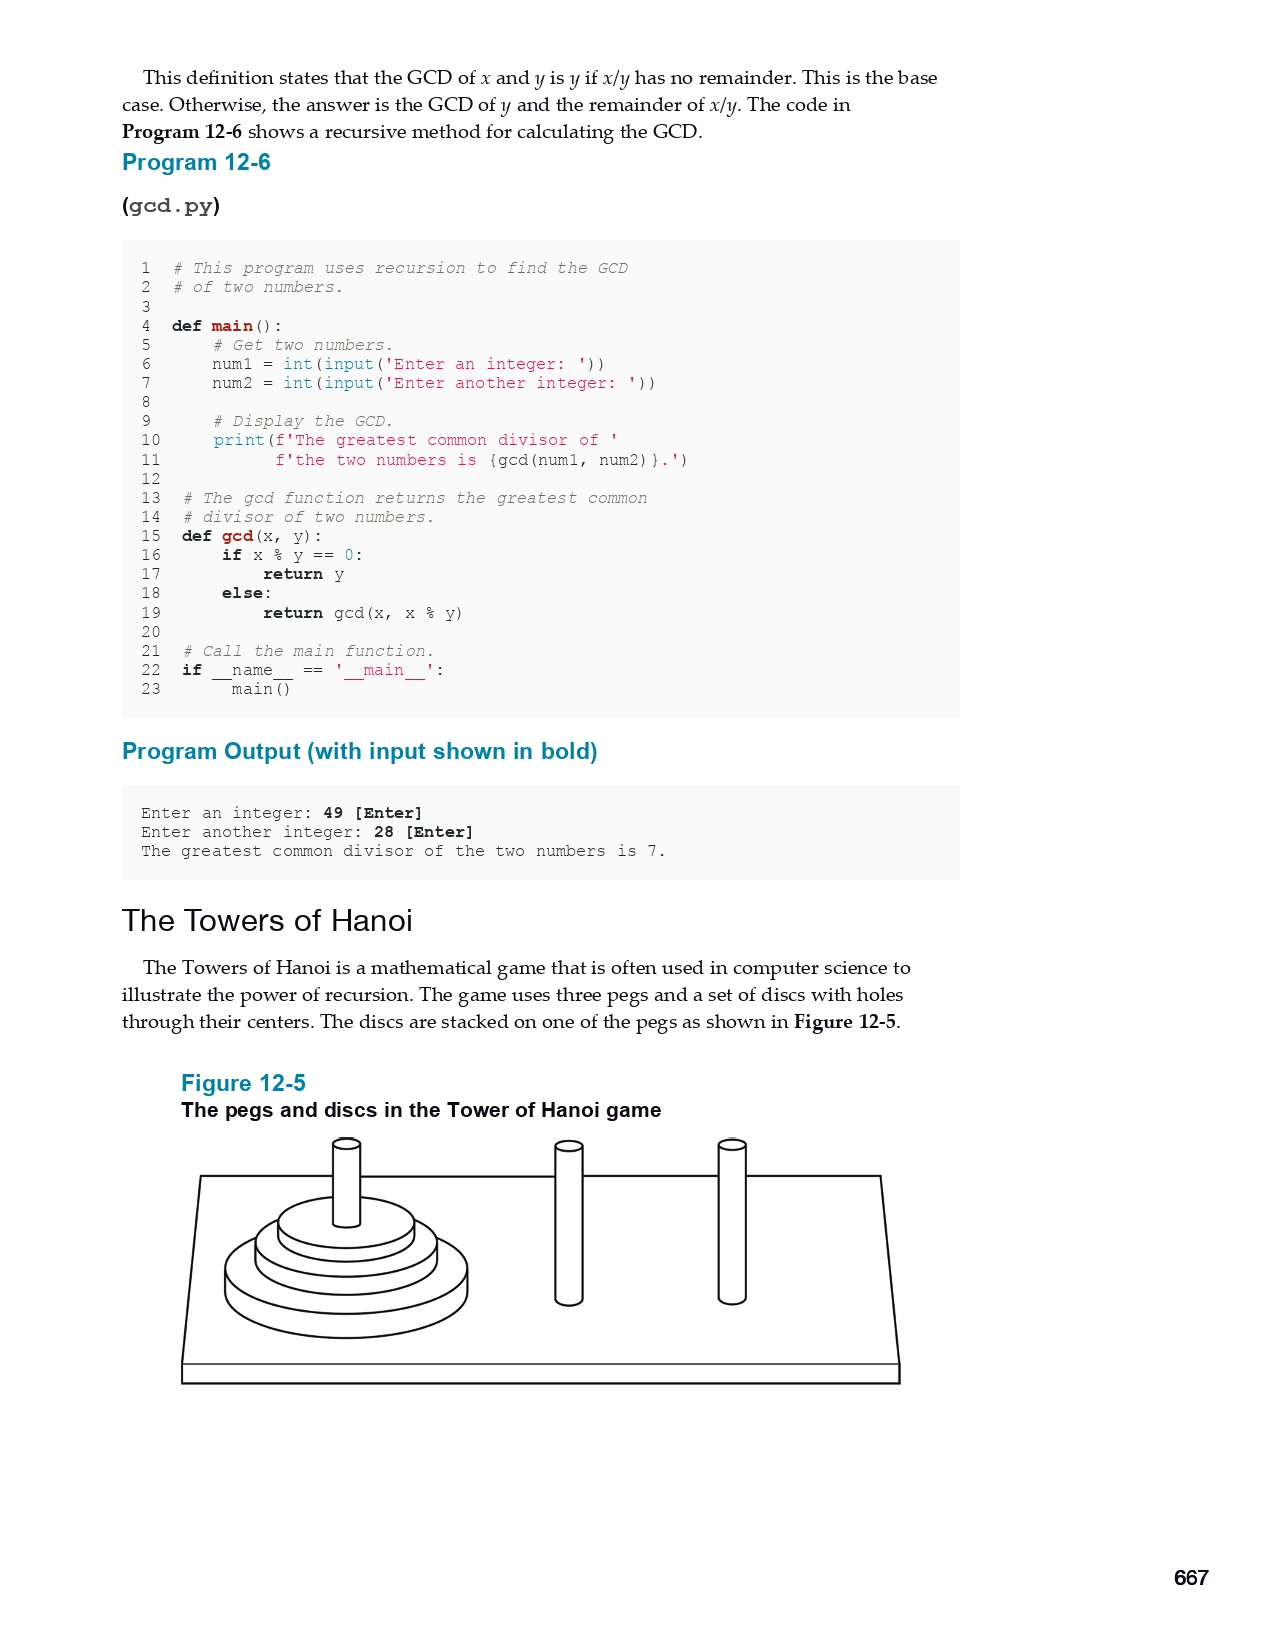 This definition states that the GCD of x and y is y if x/y has no remainder. This is the base
case. Otherwise, the answer is the GCD of y and the remainder of x/y. The code in
Program 12-6 shows a recursive method for calculating the GCD.
Program 12-6
(gcd.py)
1  # This program uses recursion to find the GCD
2  # of two numbers.
3
4  def main():
5      # Get two numbers.
6      num1 = int(input('Enter an integer: '))
7      num2 = int(input('Enter another integer: '))
8
9      # Display the GCD.
10     print(f'The greatest common divisor of '
11           f'the two numbers is {gcd(num1, num2)}.')
12
13  # The gcd function returns the greatest common
14  # divisor of two numbers.
15  def gcd(x, y):
16      if x % y == 0:
17          return y
18      else:
19          return gcd(x, x % y)
20
21  # Call the main function.
22  if __name__ == '__main__':
23       main()
Program Output (with input shown in bold)
Enter an integer: 49 [Enter]
Enter another integer: 28 [Enter]
The greatest common divisor of the two numbers is 7.
The Towers of Hanoi
The Towers of Hanoi is a mathematical game that is often used in computer science to
illustrate the power of recursion. The game uses three pegs and a set of discs with holes
through their centers. The discs are stacked on one of the pegs as shown in Figure 12-5.
Figure 12-5
The pegs and discs in the Tower of Hanoi game
667